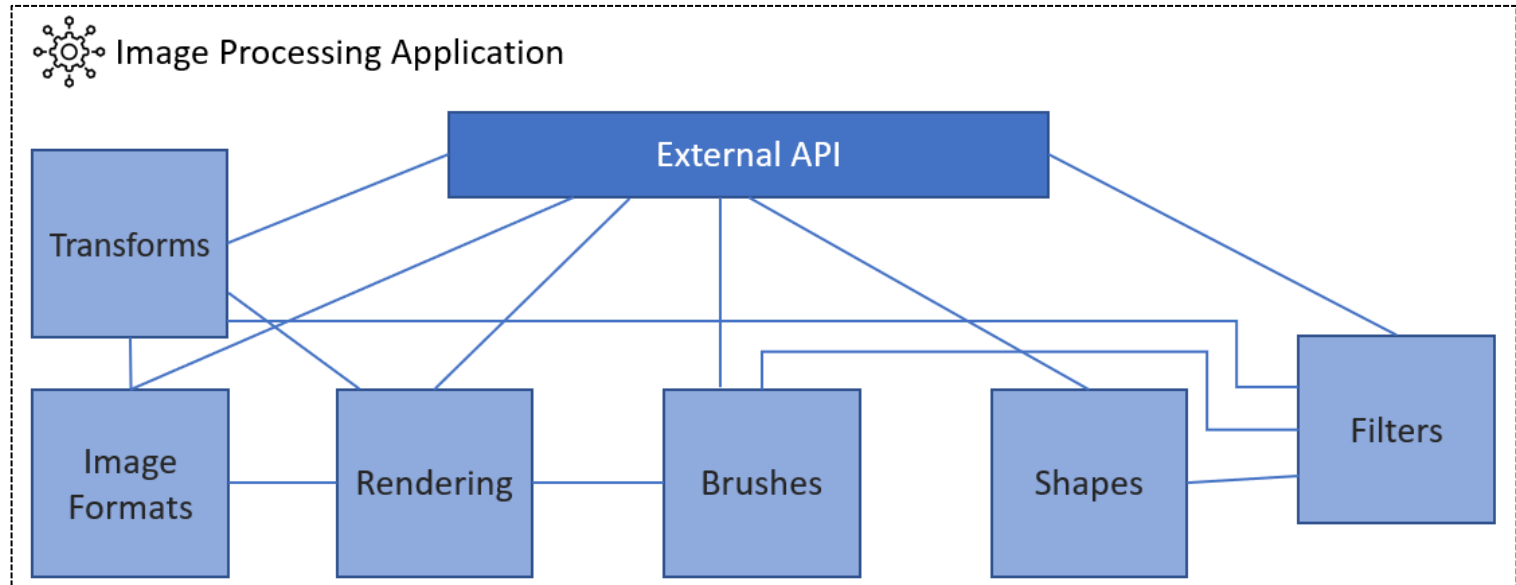 Image Processing Application
External API
Transforms
Image
Formats
Rendering
Brushes
Shapes
Filters